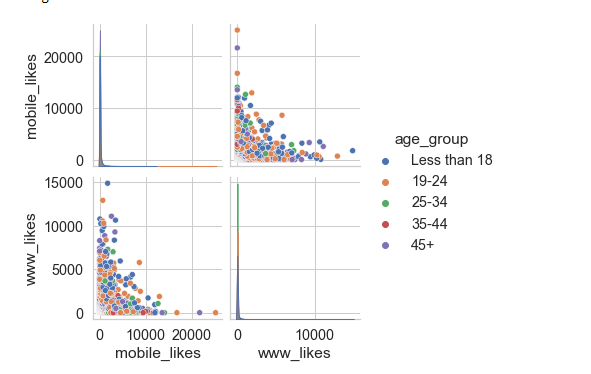 mobile_likes
20000
10000
0
www_likes
15000
10000
5000
0
0
10000
20000
0
10000
mobile_likes
www_likes
age_group
Less than 18
19-24
25-34
35-44
45+